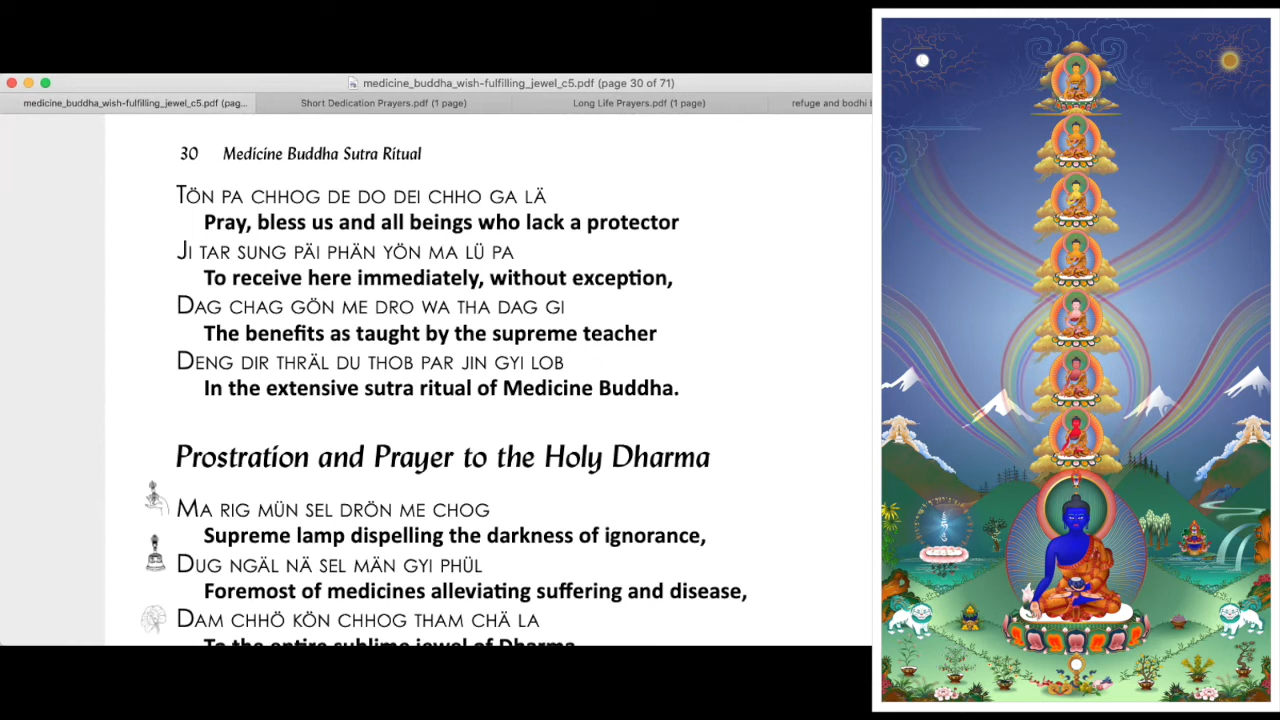 medicine_buddha_wish-fulfilling_jewel_c5.pdf (page 30 of 71)
medicine_buddha_wish-fulfilling_jewel_c5.pdf (pag... Short Dedication Prayers.pdf (1 page) Long Life Prayers.pdf (1 page) refuge and bodhi
30 Medicine Buddha Sutra Ritual
TÖN PA CHHOG DE DO DEI CHHO GA LÄ
Pray, bless us and all beings who lack a protector
JI TAR SUNG PÄI PHÄN YÖN MA LÜ PA
To receive here immediately, without exception,
DAG CHAG GÖN ME DRO WA THA DAG GI
The benefits as taught by the supreme teacher
DENG DIR THRÄL DU THOB PAR JIN GYI LOB
In the extensive sutra ritual of Medicine Buddha.
Prostration and Prayer to the Holy Dharma
MA RIG MÜN SEL DRÖN ME CHOG
Supreme lamp dispelling the darkness of ignorance,
DUG NGÄL NÄ SEL MÄN GYI PHÜL
Foremost of medicines alleviating suffering and disease,
DAM CHHÖ KÖN CHHOG THAM CHÄ LA
To the entire sublime jewel of Dharma